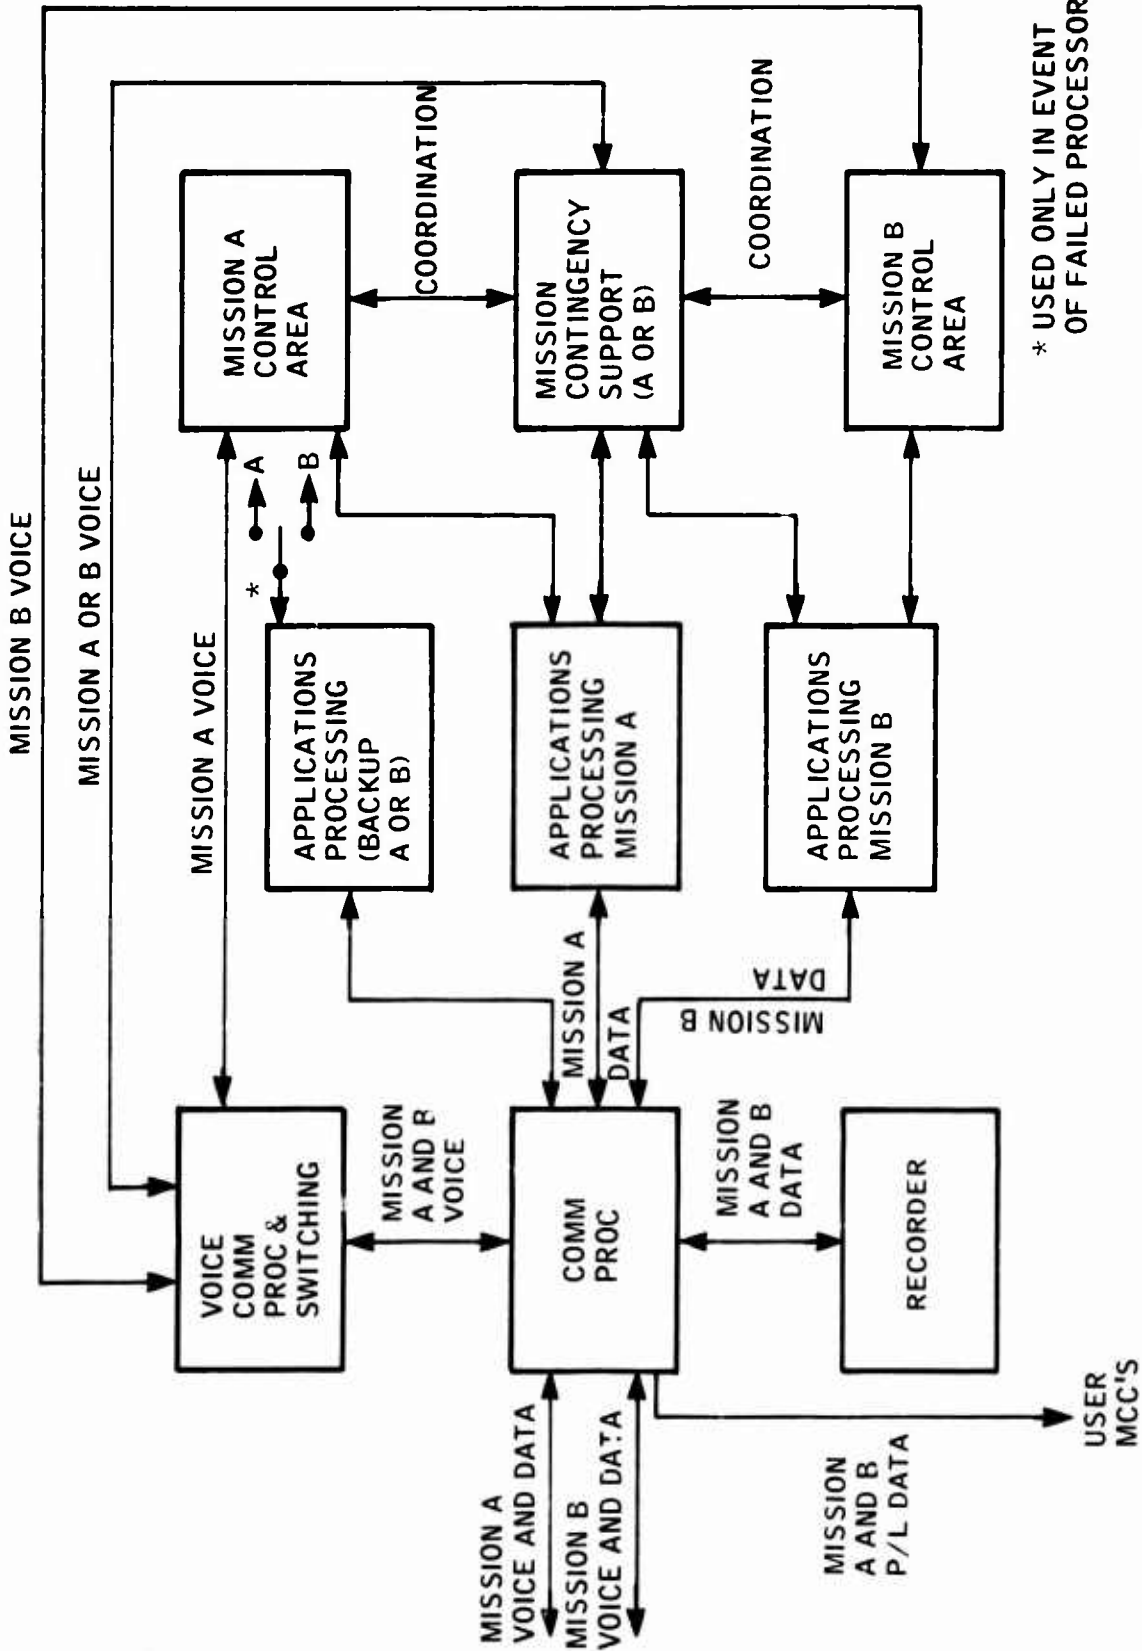 MISSION B VOICE
MISSION A OR B VOICE
MISSION A VOICE
VOICE
COMM
PROC &
SWITCHING
*
A
B
MISSION A
CONTROL
AREA
APPLICATIONS
PROCESSING
(BACKUP
A OR B)
MISSION
A AND B
VOICE
COORDINATION
MISSION A
VOICE AND DATA
MISSION B
VOICE AND DATA
COMM
PROC
MISSION A
DATA
APPLICATIONS
PROCESSING
MISSION A
MISSION
CONTINGENCY
SUPPORT
(A OR B)
MISSION B
DATA
MISSION
A AND B
DATA
COORDINATION
MISSION
A AND B
P/L DATA
RECORDER
APPLICATIONS
PROCESSING
MISSION B
MISSION B
CONTROL
AREA
USER
MCC'S
* USED ONLY IN EVENT
OF FAILED PROCESSOR